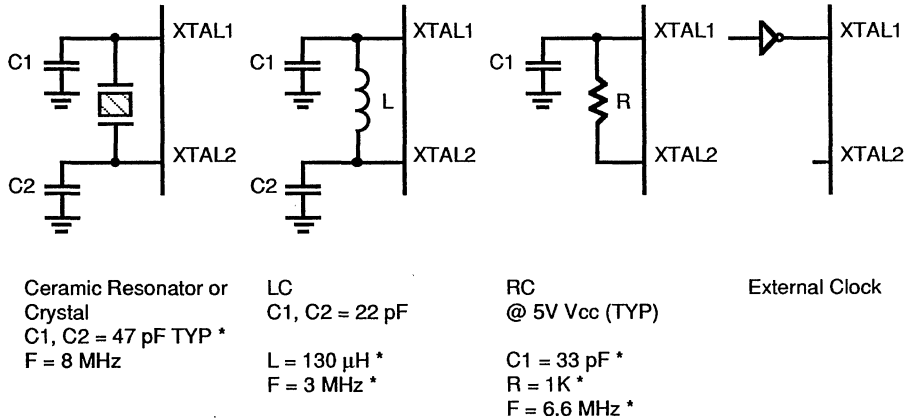 XTAL1
C1
XTAL2
C2
XTAL1
C1
L
XTAL2
C2
XTAL1
C1
R
XTAL2
XTAL1
XTAL2
Ceramic Resonator or
Crystal
C1, C2 = 47 pF TYP *
F = 8 MHz
LC
C1, C2 = 22 pF
L = 130 µH *
F = 3 MHz *
RC
@ 5V Vcc (TYP)
C1 = 33 pF *
R = 1K *
F = 6.6 MHz *
External Clock